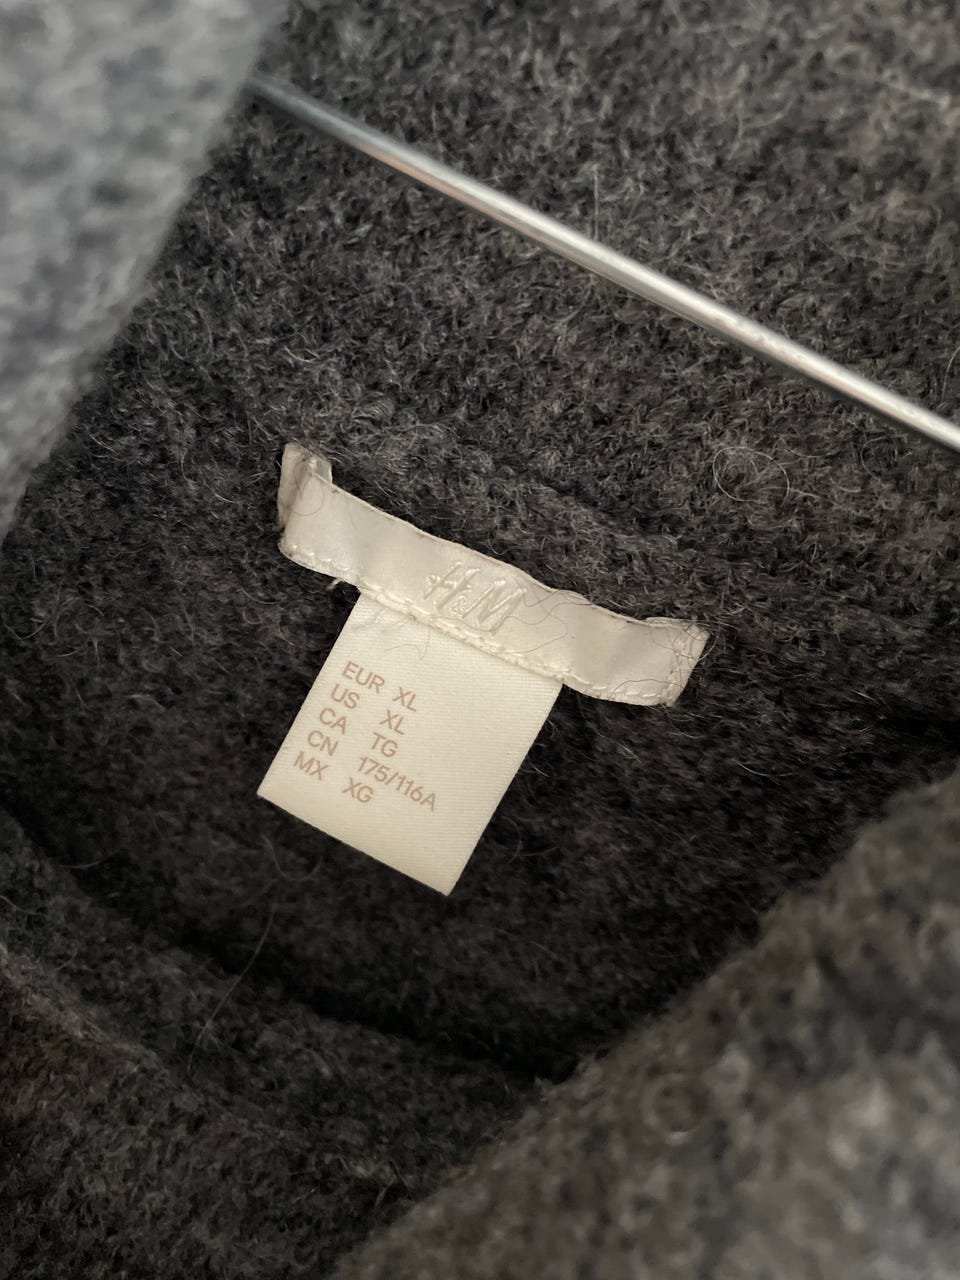 H&M
EUR XL
US XL
CA TG
CN 175/116A
MX XG